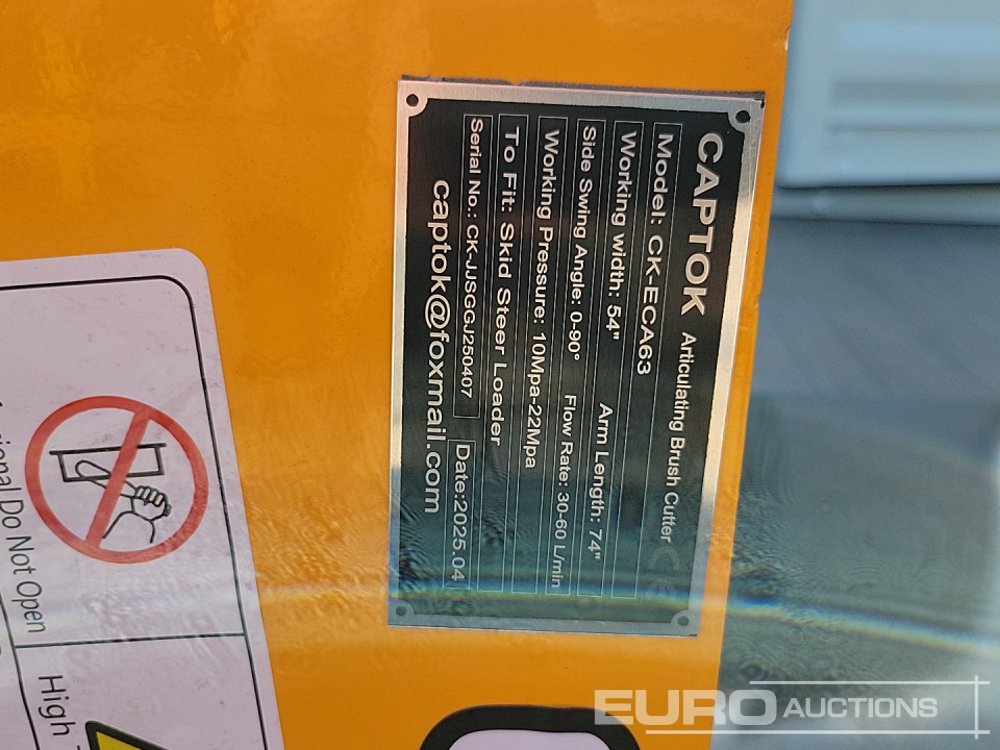 CAPTOK Articulating Brush Cutter
Model: CK-ECA63
Working width: 54" Arm Length: 74"
Side Swing Angle: 0-90° Flow Rate: 30-60 L/min
Working Pressure: 10Mpa-22Mpa
To Fit: Skid Steer Loader
Serial No.: CK-JJSGGJ250407 Date:2025.04
captok@foxmail.com
Do Not Open
High
EURO AUCTIONS